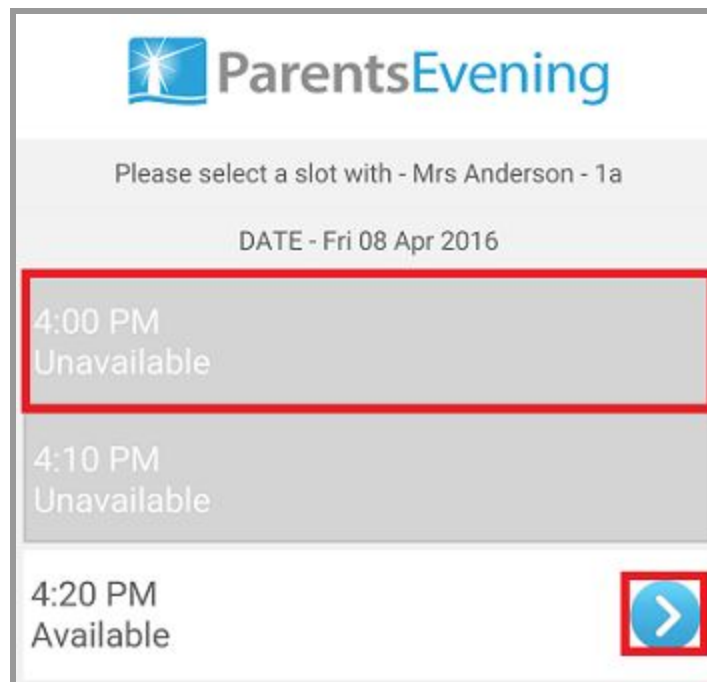 ParentsEvening
Please select a slot with - Mrs Anderson - 1a
DATE - Fri 08 Apr 2016
4:00 PM
Unavailable
4:10 PM
Unavailable
4:20 PM
Available